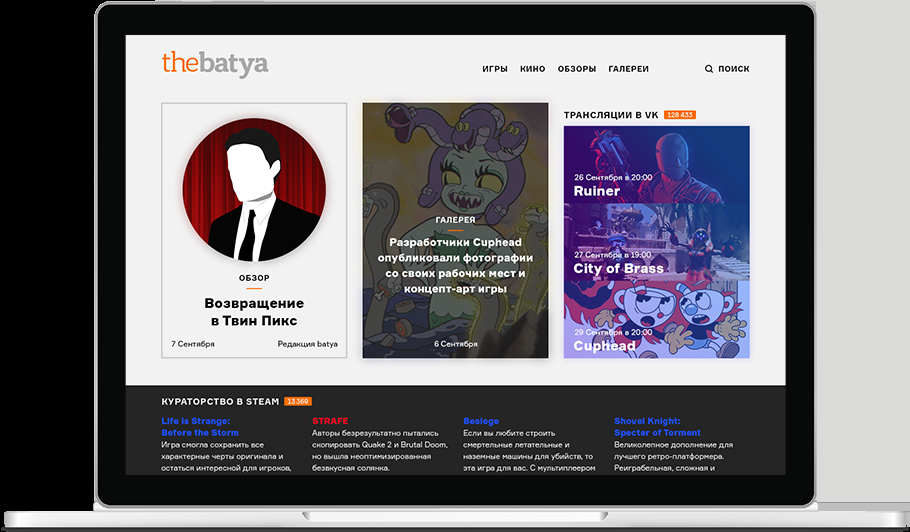 thebatya
ИГРЫ КИНО ОБЗОРЫ ГАЛЕРЕИ ПОИСК
ОБЗОР
Возвращение
в Твин Пикс
7 Сентября Редакция batya
ГАЛЕРЕЯ
Разработчики Cuphead
опубликовали фотографии
со своих рабочих мест и
концепт-арт игры
6 Сентября
ТРАНСЛЯЦИИ В VK 128 433
26 Сентября в 20:00
Ruiner
27 Сентября в 19:00
City of Brass
29 Сентября в 20:00
Cuphead
КУРАТОРСТВО В STEAM 13 369
Life is Strange:
Before the Storm
Игра смогла сохранить все
характерные черты оригинала и
остаться интересной для игроков,
STRAFE
Авторы безрезультатно пытались
скопировать Quake 2 и Brutal Doom,
но вышла неоптимизированная
безвкусная солянка.
Besiege
Если вы любите строить
смертельные летательные и
наземные машины для убийств, то
эта игра для вас. С мультиплеером
Shovel Knight:
Specter of Torment
Великолепное дополнение для
лучшего ретро-платформера.
Реиграбельная, сложная и